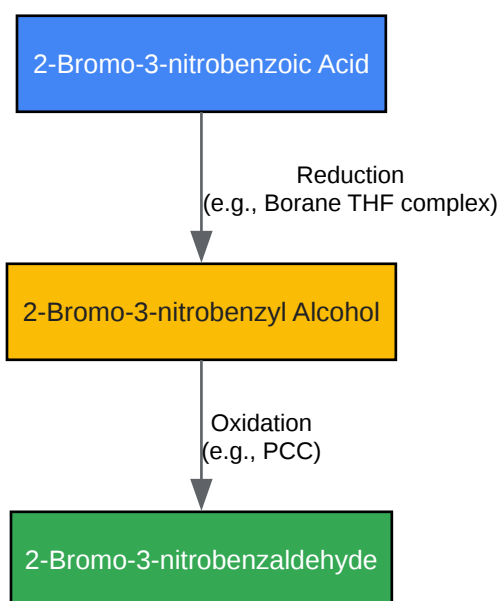 2-Bromo-3-nitrobenzoic Acid
Reduction
(e.g., Borane THF complex)
2-Bromo-3-nitrobenzyl Alcohol
Oxidation
(e.g., PCC)
2-Bromo-3-nitrobenzaldehyde